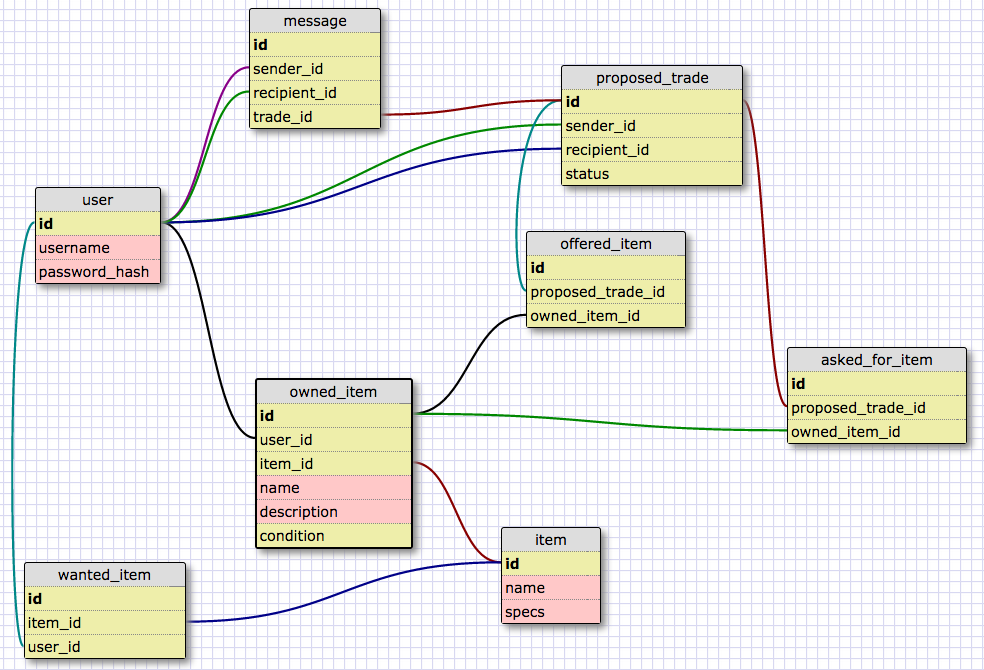 message
id
sender_id
recipient_id
trade_id
proposed_trade
id
sender_id
recipient_id
status
user
id
username
password_hash
offered_item
id
proposed_trade_id
owned_item_id
asked_for_item
id
proposed_trade_id
owned_item_id
owned_item
id
user_id
item_id
name
description
condition
item
id
name
specs
wanted_item
id
item_id
user_id